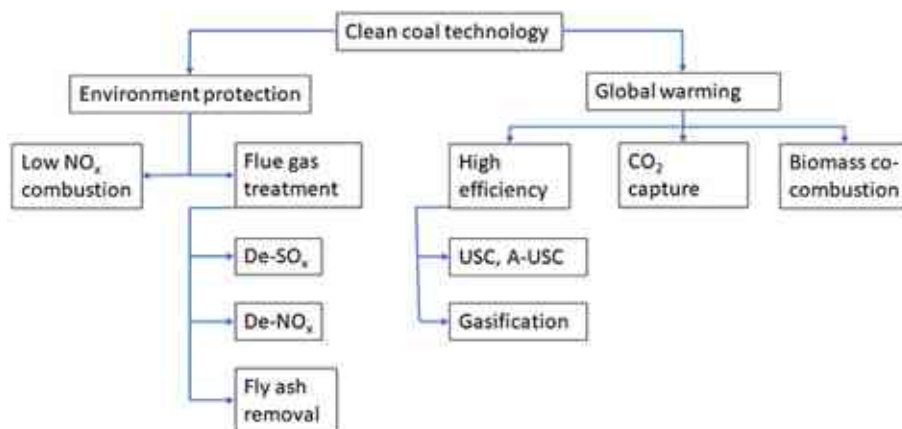 Clean coal technology
Environment protection
Global warming
Low NOₓ
combustion
Flue gas
treatment
High
efficiency
CO₂
capture
Biomass co-
combustion
De-SOₓ
USC, A-USC
De-NOₓ
Gasification
Fly ash
removal